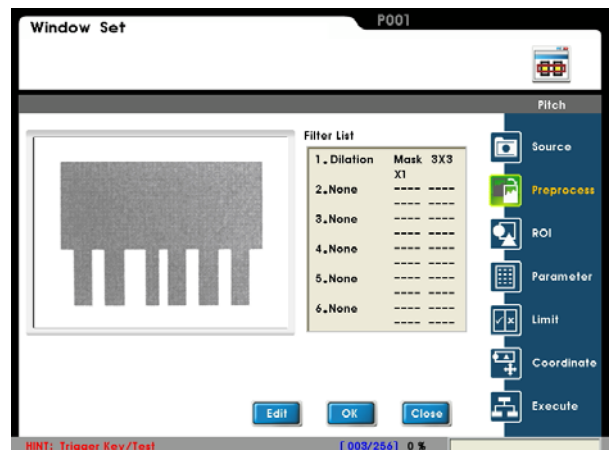 Window Set
P001
Pitch
Filter List
1.Dilation Mask 3X3
X1
2.None ---- ----
---- ----
3.None ---- ----
---- ----
4.None ---- ----
---- ----
5.None ---- ----
---- ----
6.None ---- ----
---- ----
Source
Preprocess
ROI
Parameter
Limit
Coordinate
Execute
Edit OK Close
HINT: Trigger Key/Test [003/256] 0 %